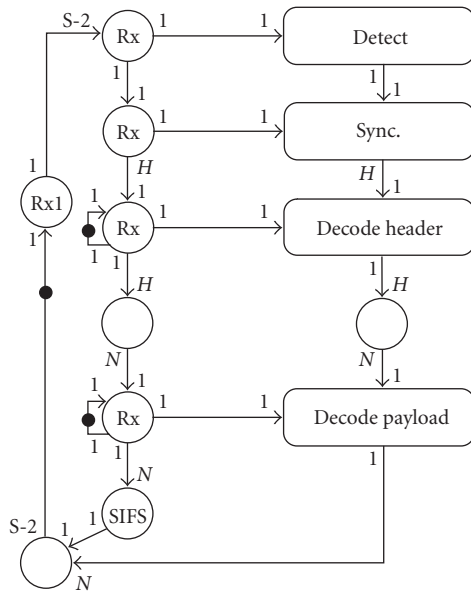 S-2 Rx 1 1 Detect
1 1 1 1
1 Rx 1 1 Sync.
H 1 H 1
Rx1 1 Rx 1 1 Decode header
1 1 1 1
H H
N N
1 1 1
Rx 1 1 Decode payload
1 1 1
N
SIFS
S-2 1 1
N